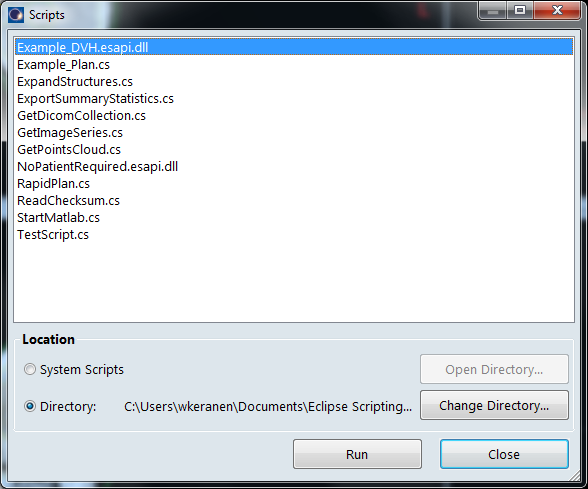 Scripts
Example_DVH.esapi.dll
Example_Plan.cs
ExpandStructures.cs
ExportSummaryStatistics.cs
GetDicomCollection.cs
GetImageSeries.cs
GetPointsCloud.cs
NoPatientRequired.esapi.dll
RapidPlan.cs
ReadChecksum.cs
StartMatlab.cs
TestScript.cs
Location
System Scripts
Open Directory...
Directory: C:\Users\wkeranen\Documents\Eclipse Scripting...
Change Directory...
Run Close